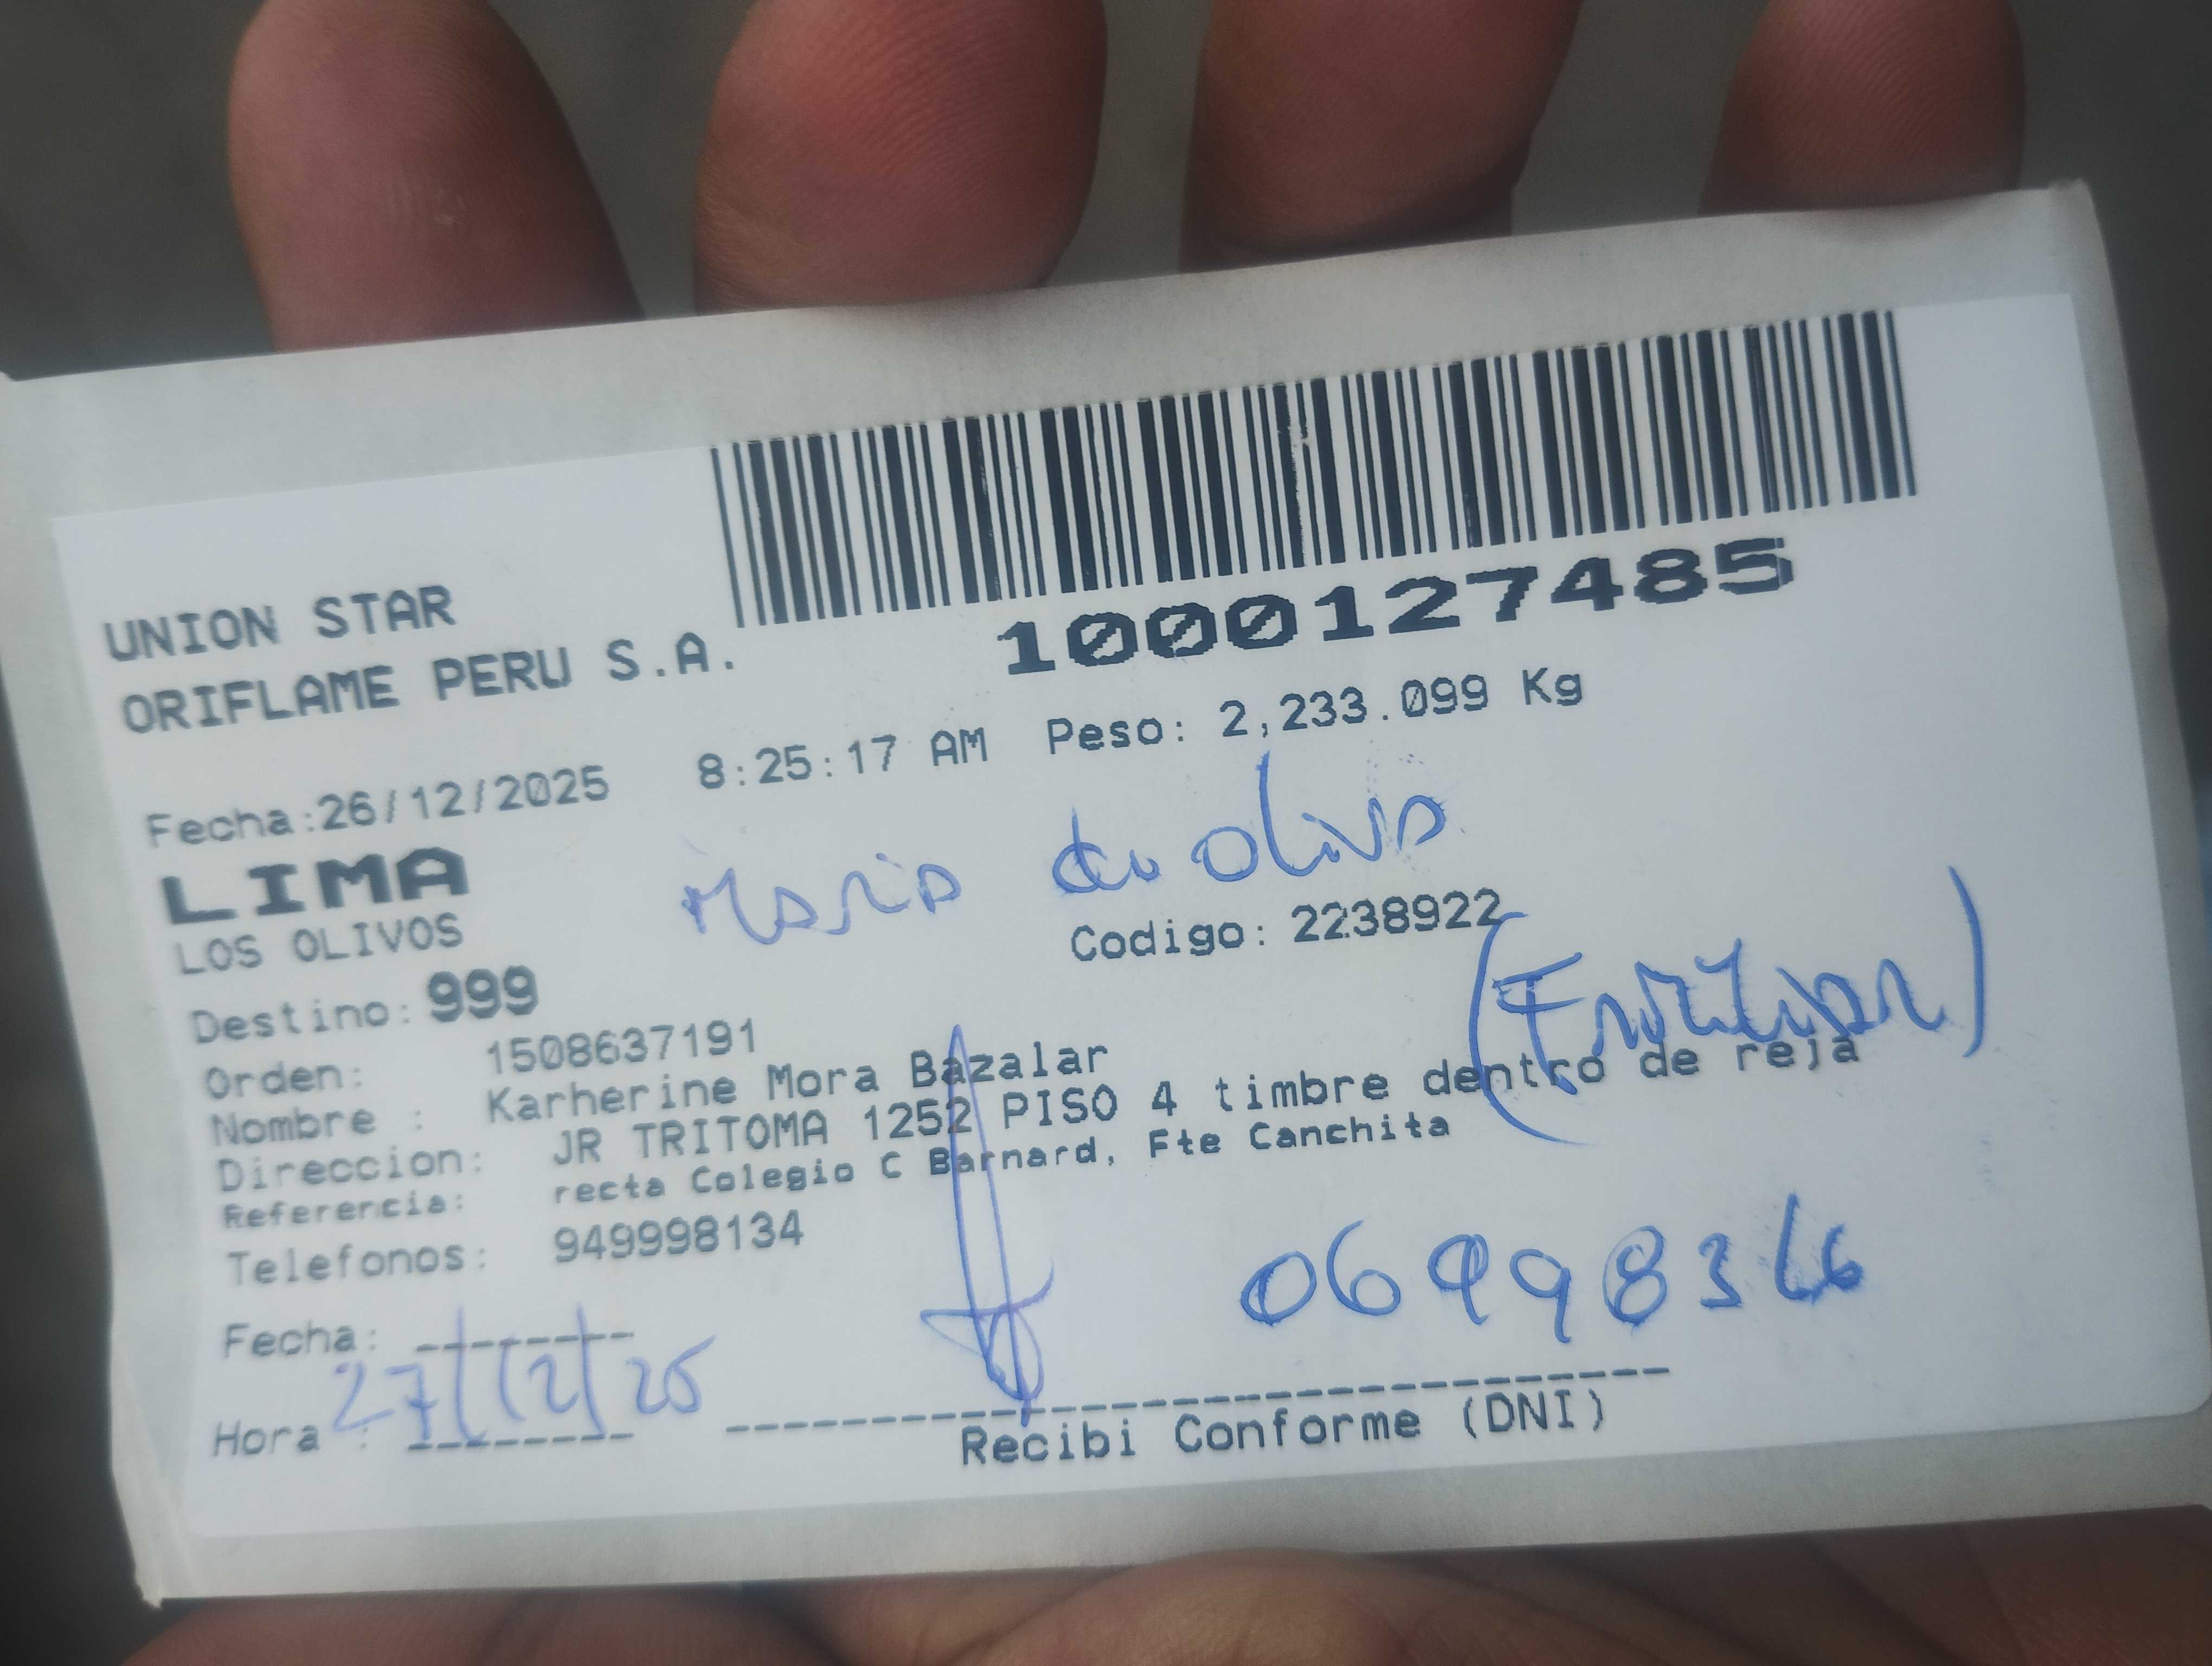 1000127485
UNION STAR
ORIFLAME PERU S.A.
Fecha:26/12/2025 8:25:17 AM Peso: 2,233.099 Kg
LIMA
LOS OLIVOS
Codigo: 2238922
Destino: 999
Orden: 1508637191
Nombre : Karherine Mora Bazalar
Direccion: JR TRITOMA 1252 PISO 4 timbre dentro de reja
Referencia: recta Colegio C Barnard, Fte Canchita
Telefonos: 949998134
Fecha:
27/12/25
Hora :
Recibi Conforme (DNI)